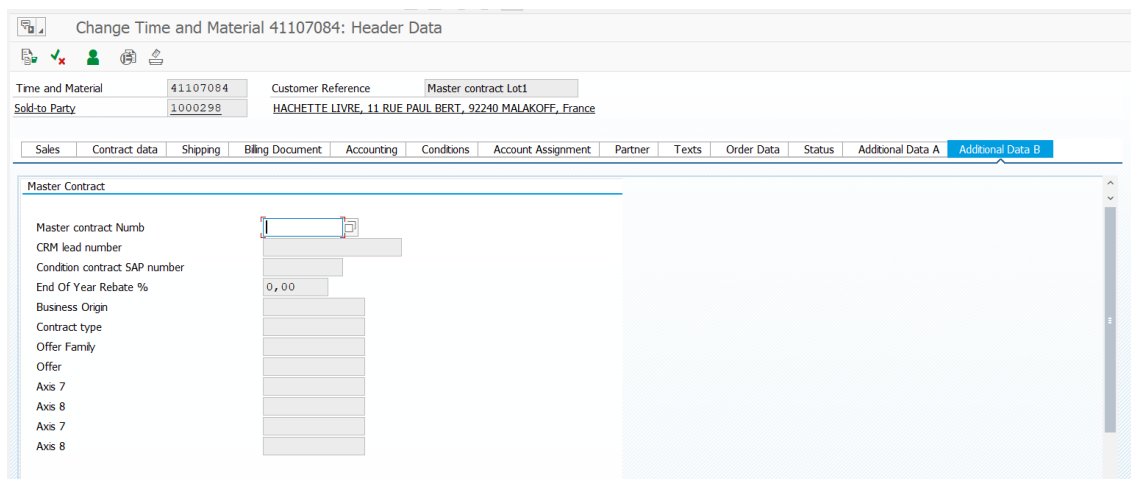 Change Time and Material 41107084: Header Data
Time and Material 41107084 Customer Reference Master contract Lot1
Sold-to Party 1000298 HACHETTE LIVRE, 11 RUE PAUL BERT, 92240 MALAKOFF, France
Sales Contract data Shipping Billing Document Accounting Conditions Account Assignment Partner Texts Order Data Status Additional Data A Additional Data B
Master Contract
Master contract Numb
CRM lead number
Condition contract SAP number
End Of Year Rebate % 0,00
Business Origin
Contract type
Offer Family
Offer
Axis 7
Axis 8
Axis 7
Axis 8